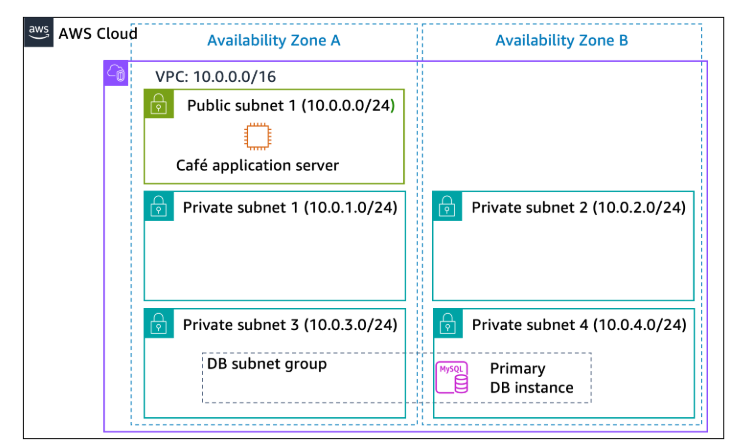 aws
AWS Cloud
Availability Zone A
Availability Zone B
VPC: 10.0.0.0/16
Public subnet 1 (10.0.0.0/24)
Café application server
Private subnet 1 (10.0.1.0/24)
Private subnet 2 (10.0.2.0/24)
Private subnet 3 (10.0.3.0/24)
Private subnet 4 (10.0.4.0/24)
DB subnet group
MySQL
Primary
DB instance